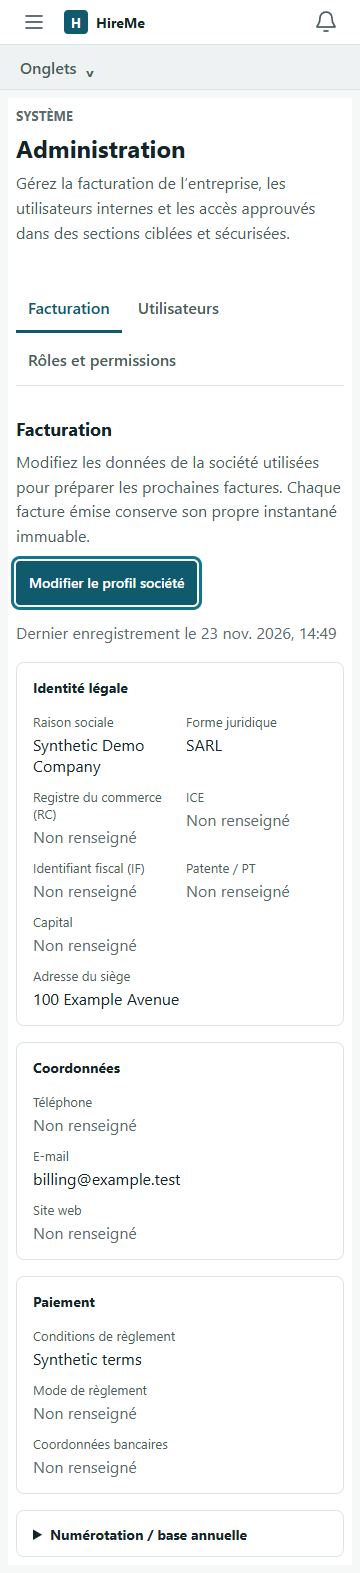 H HireMe
Onglets v
SYSTÈME
Administration
Gérez la facturation de l’entreprise, les
utilisateurs internes et les accès approuvés
dans des sections ciblées et sécurisées.
Facturation Utilisateurs
Rôles et permissions
Facturation
Modifiez les données de la société utilisées
pour préparer les prochaines factures. Chaque
facture émise conserve son propre instantané
immuable.
Modifier le profil société
Dernier enregistrement le 23 nov. 2026, 14:49
Identité légale
Raison sociale Forme juridique
Synthetic Demo SARL
Company
Registre du commerce ICE
(RC) Non renseigné
Non renseigné
Identifiant fiscal (IF) Patente / PT
Non renseigné Non renseigné
Capital
Non renseigné
Adresse du siège
100 Example Avenue
Coordonnées
Téléphone
Non renseigné
E-mail
billing@example.test
Site web
Non renseigné
Paiement
Conditions de règlement
Synthetic terms
Mode de règlement
Non renseigné
Coordonnées bancaires
Non renseigné
Numérotation / base annuelle